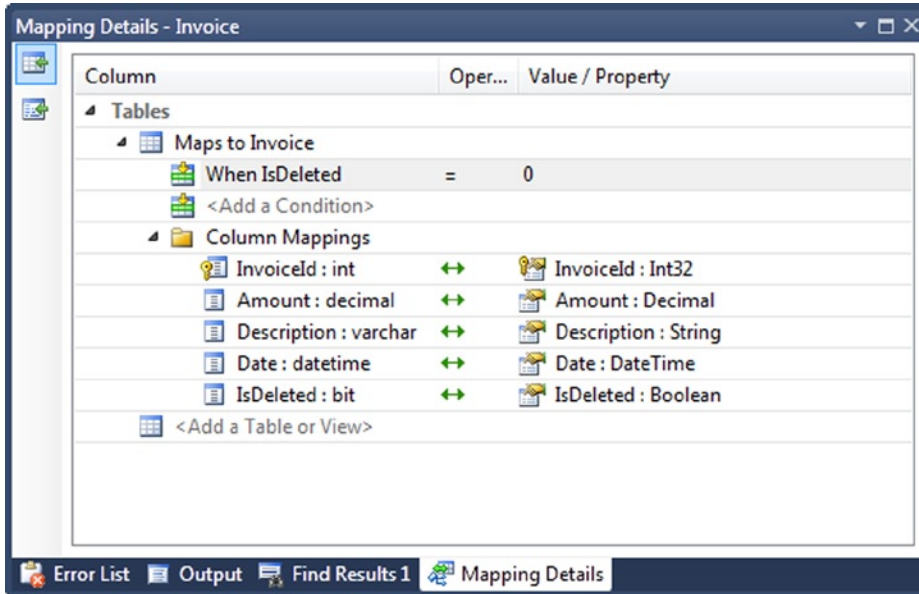 Mapping Details - Invoice
Column Oper... Value / Property
Tables
Maps to Invoice
When IsDeleted = 0
<Add a Condition>
Column Mappings
InvoiceId : int InvoiceId : Int32
Amount : decimal Amount : Decimal
Description : varchar Description : String
Date : datetime Date : DateTime
IsDeleted : bit IsDeleted : Boolean
<Add a Table or View>
Error List Output Find Results 1 Mapping Details